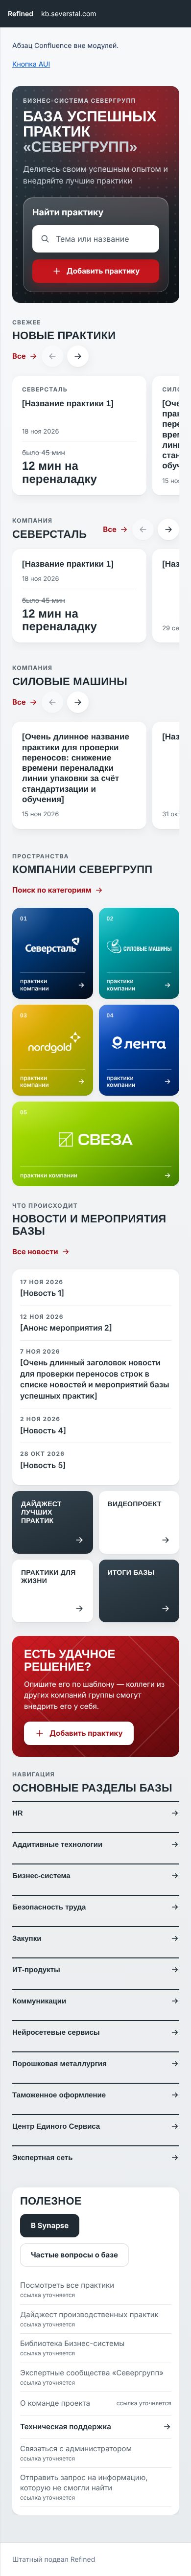 Refined kb.severstal.com
Абзац Confluence вне модулей.
Кнопка AUI
БИЗНЕС-СИСТЕМА СЕВЕРГРУПП
БАЗА УСПЕШНЫХ
ПРАКТИК
«СЕВЕРГРУПП»
Делитесь своим успешным опытом и
внедряйте лучшие практики
Найти практику
Тема или название
Добавить практику
СВЕЖЕЕ
НОВЫЕ ПРАКТИКИ
Все
СЕВЕРСТАЛЬ
[Название практики 1]
18 ноя 2026
было 45 мин
12 мин на
переналадку
КОМПАНИЯ
СЕВЕРСТАЛЬ
Все
[Название практики 1]
18 ноя 2026
было 45 мин
12 мин на
переналадку
КОМПАНИЯ
СИЛОВЫЕ МАШИНЫ
Все
[Очень длинное название
практики для проверки
переносов: снижение
времени переналадки
линии упаковки за счёт
стандартизации и
обучения]
15 ноя 2026
ПРОСТРАНСТВА
КОМПАНИИ СЕВЕРГРУПП
Поиск по категориям
01
Северсталь
практики
компании
02
СИЛОВЫЕ МАШИНЫ
практики
компании
03
nordgold
практики
компании
04
лента
практики
компании
05
СВЕЗА
практики компании
ЧТО ПРОИСХОДИТ
НОВОСТИ И МЕРОПРИЯТИЯ
БАЗЫ
Все новости
17 НОЯ 2026
[Новость 1]
12 НОЯ 2026
[Анонс мероприятия 2]
7 НОЯ 2026
[Очень длинный заголовок новости
для проверки переносов строк в
списке новостей и мероприятий базы
успешных практик]
2 НОЯ 2026
[Новость 4]
28 ОКТ 2026
[Новость 5]
ДАЙДЖЕСТ
ЛУЧШИХ
ПРАКТИК
ВИДЕОПРОЕКТ
ПРАКТИКИ ДЛЯ
ЖИЗНИ
ИТОГИ БАЗЫ
ЕСТЬ УДАЧНОЕ
РЕШЕНИЕ?
Опишите его по шаблону — коллеги из
других компаний группы смогут
внедрить его у себя.
Добавить практику
НАВИГАЦИЯ
ОСНОВНЫЕ РАЗДЕЛЫ БАЗЫ
HR
Аддитивные технологии
Бизнес-система
Безопасность труда
Закупки
ИТ-продукты
Коммуникации
Нейросетевые сервисы
Порошковая металлургия
Таможенное оформление
Центр Единого Сервиса
Экспертная сеть
ПОЛЕЗНОЕ
В Synapse
Частые вопросы о базе
Посмотреть все практики
ссылка уточняется
Дайджест производственных практик
ссылка уточняется
Библиотека Бизнес-системы
ссылка уточняется
Экспертные сообщества «Севергрупп»
ссылка уточняется
О команде проекта ссылка уточняется
Техническая поддержка
Связаться с администратором
ссылка уточняется
Отправить запрос на информацию,
которую не смогли найти
ссылка уточняется
Штатный подвал Refined